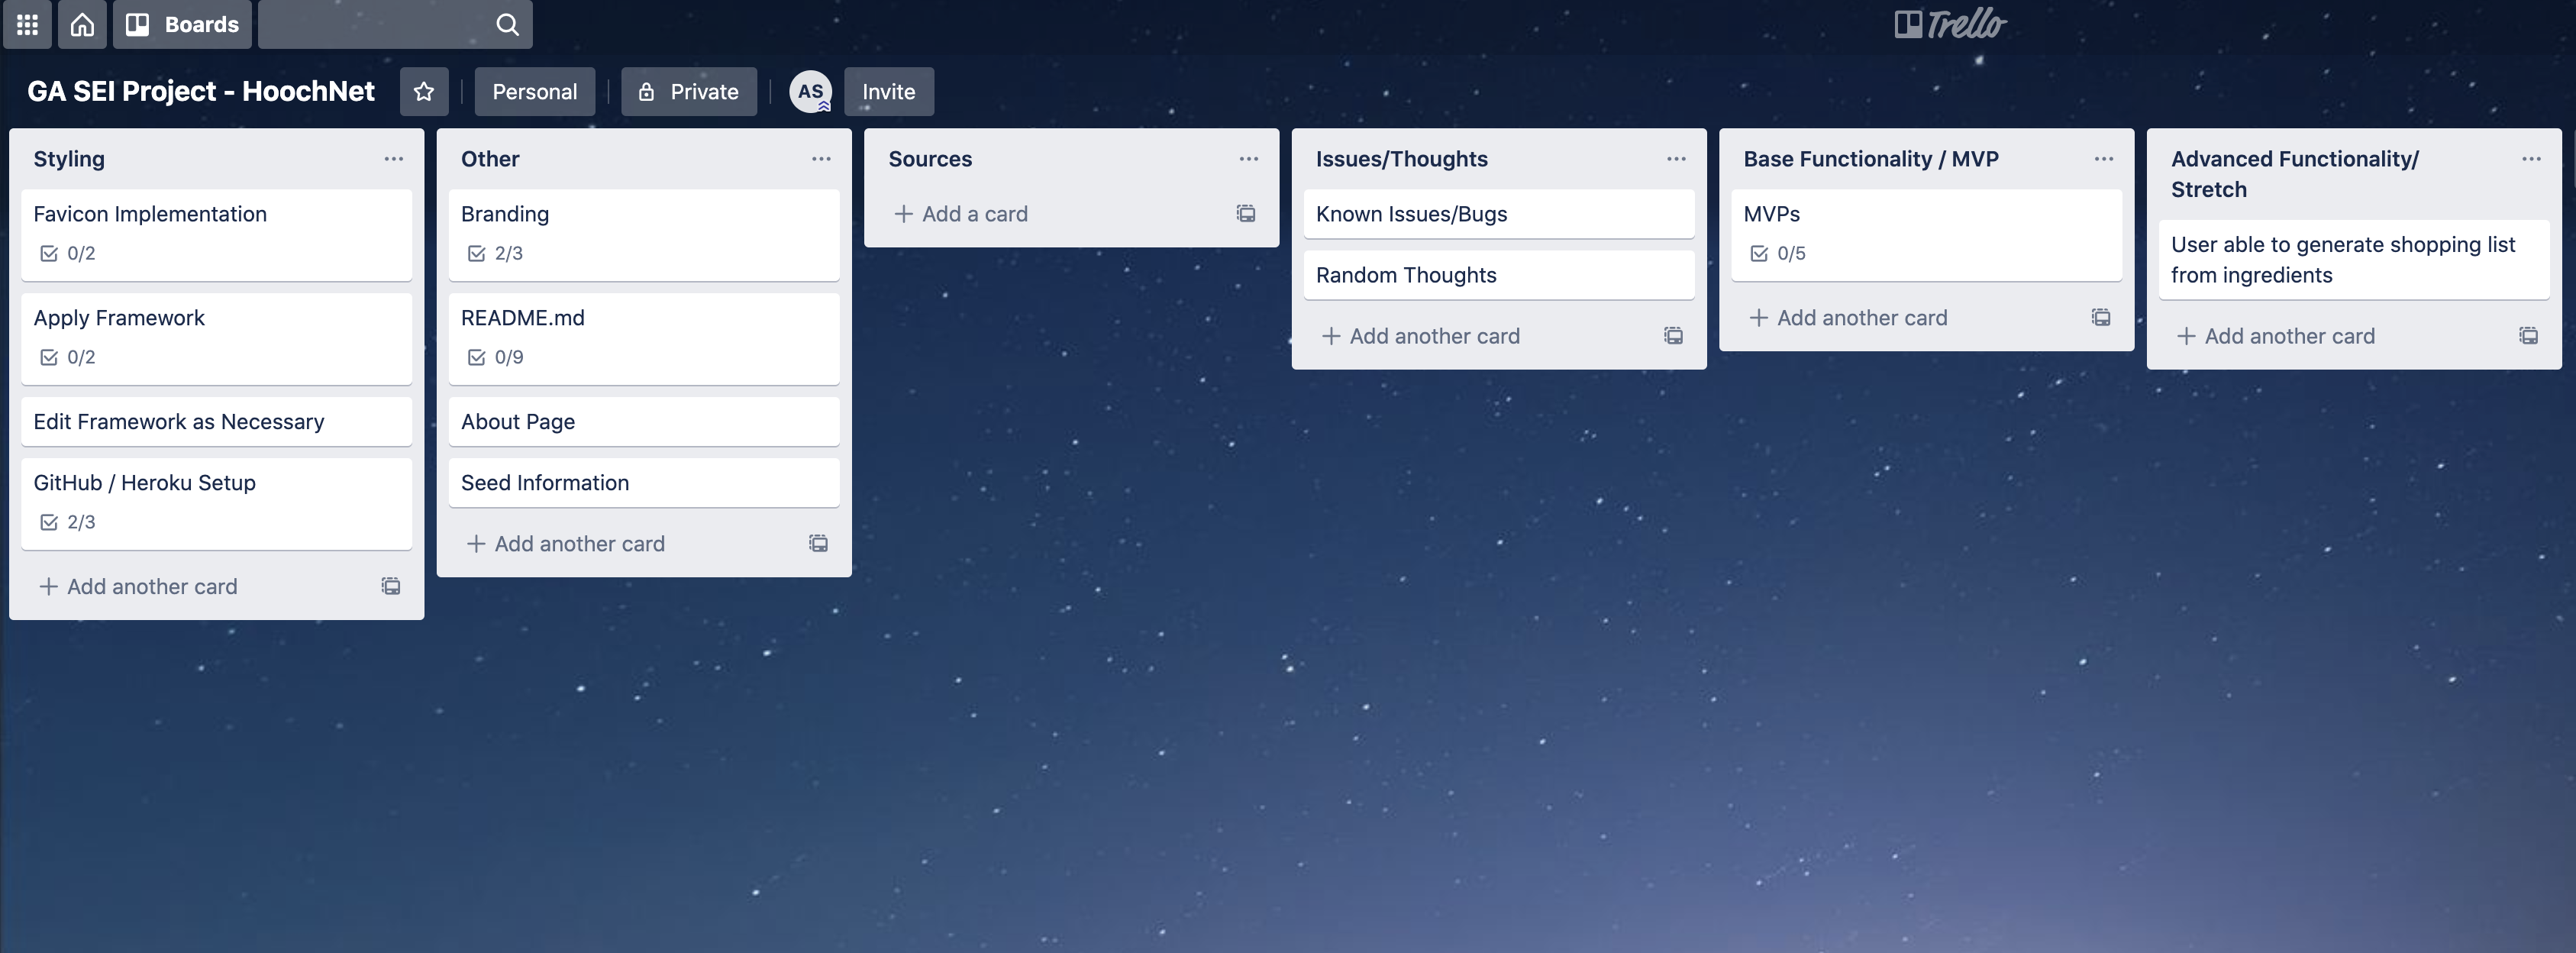 Boards
Trello
GA SEI Project - HoochNet
Personal
Private
AS
Invite
Styling
Favicon Implementation
0/2
Apply Framework
0/2
Edit Framework as Necessary
GitHub / Heroku Setup
2/3
+ Add another card
Other
Branding
2/3
README.md
0/9
About Page
Seed Information
+ Add another card
Sources
+ Add a card
Issues/Thoughts
Known Issues/Bugs
Random Thoughts
+ Add another card
Base Functionality / MVP
MVPs
0/5
+ Add another card
Advanced Functionality/
Stretch
User able to generate shopping list
from ingredients
+ Add another card